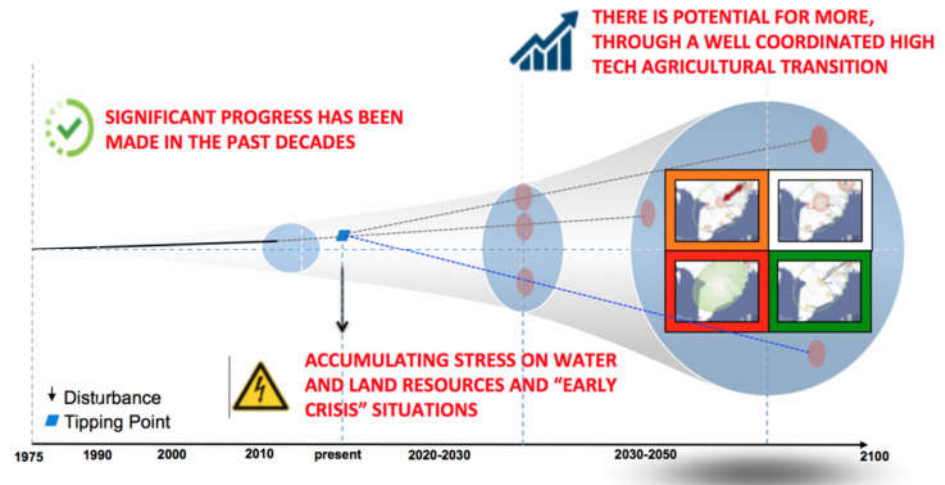 THERE IS POTENTIAL FOR MORE,
THROUGH A WELL COORDINATED HIGH
TECH AGRICULTURAL TRANSITION
SIGNIFICANT PROGRESS HAS BEEN
MADE IN THE PAST DECADES
ACCUMULATING STRESS ON WATER
AND LAND RESOURCES AND “EARLY
CRISIS” SITUATIONS
Disturbance
Tipping Point
1975 1990 2000 2010 present 2020-2030 2030-2050 2100